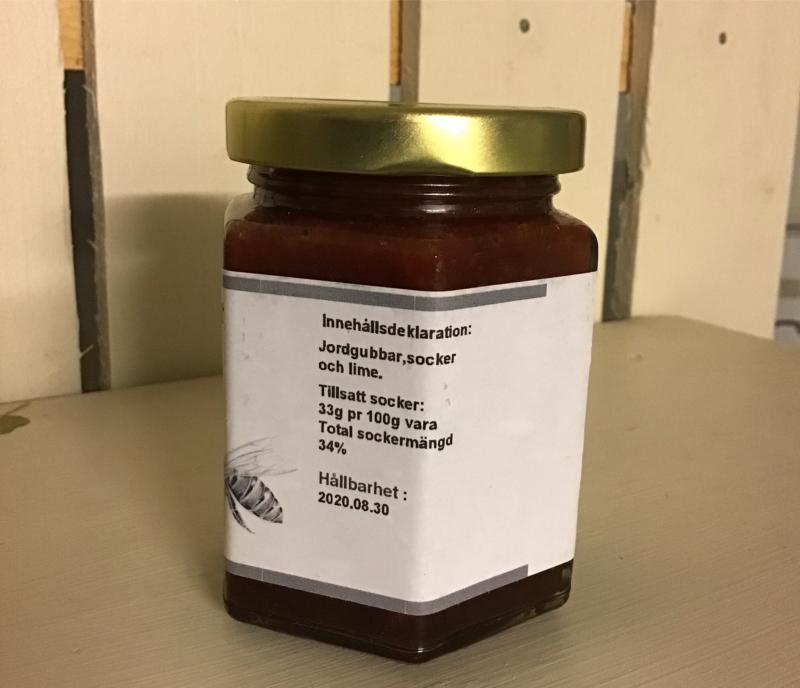 Innehållsdeklaration:
Jordgubbar,socker
och lime.
Tillsatt socker:
33g pr 100g vara
Total sockermängd
34%
Hållbarhet :
2020.08.30